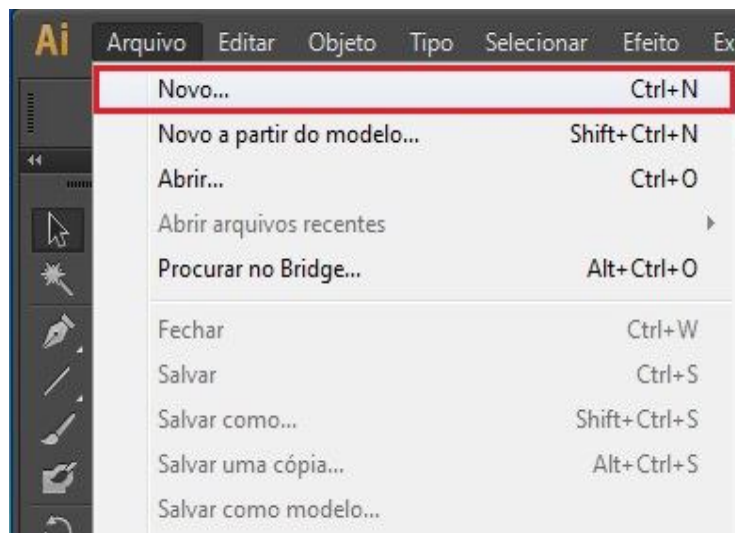 Ai Arquivo Editar Objeto Tipo Selecionar Efeito Ex
Novo... Ctrl+N
Novo a partir do modelo... Shift+Ctrl+N
Abrir... Ctrl+O
Abrir arquivos recentes
Procurar no Bridge... Alt+Ctrl+O
Fechar Ctrl+W
Salvar Ctrl+S
Salvar como... Shift+Ctrl+S
Salvar uma cópia... Alt+Ctrl+S
Salvar como modelo...